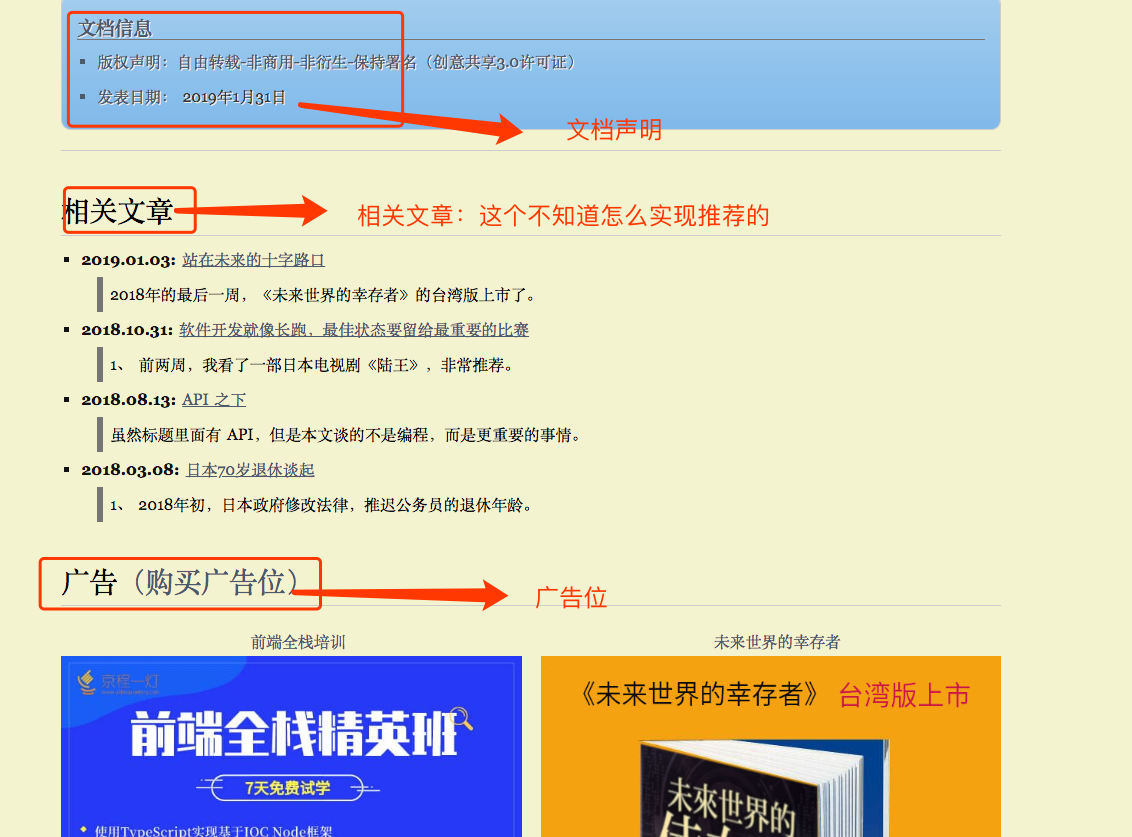 文档信息
版权声明：自由转载-非商用-非衍生-保持署名（创意共享3.0许可证）
发表日期： 2019年1月31日
文档声明
相关文章
相关文章：这个不知道怎么实现推荐的
2019.01.03: 站在未来的十字路口
2018年的最后一周，《未来世界的幸存者》的台湾版上市了。
2018.10.31: 软件开发就像长跑，最佳状态要留给最重要的比赛
1、 前两周，我看了一部日本电视剧《陆王》，非常推荐。
2018.08.13: API 之下
虽然标题里面有 API，但是本文谈的不是编程，而是更重要的事情。
2018.03.08: 日本70岁退休谈起
1、 2018年初，日本政府修改法律，推迟公务员的退休年龄。
广告（购买广告位）
广告位
前端全栈培训
未来世界的幸存者
京程一灯
前端全栈精英班
7天免费试学
使用TypeScript实现基于IOC Node框架
《未来世界的幸存者》 台湾版上市
未來世界的